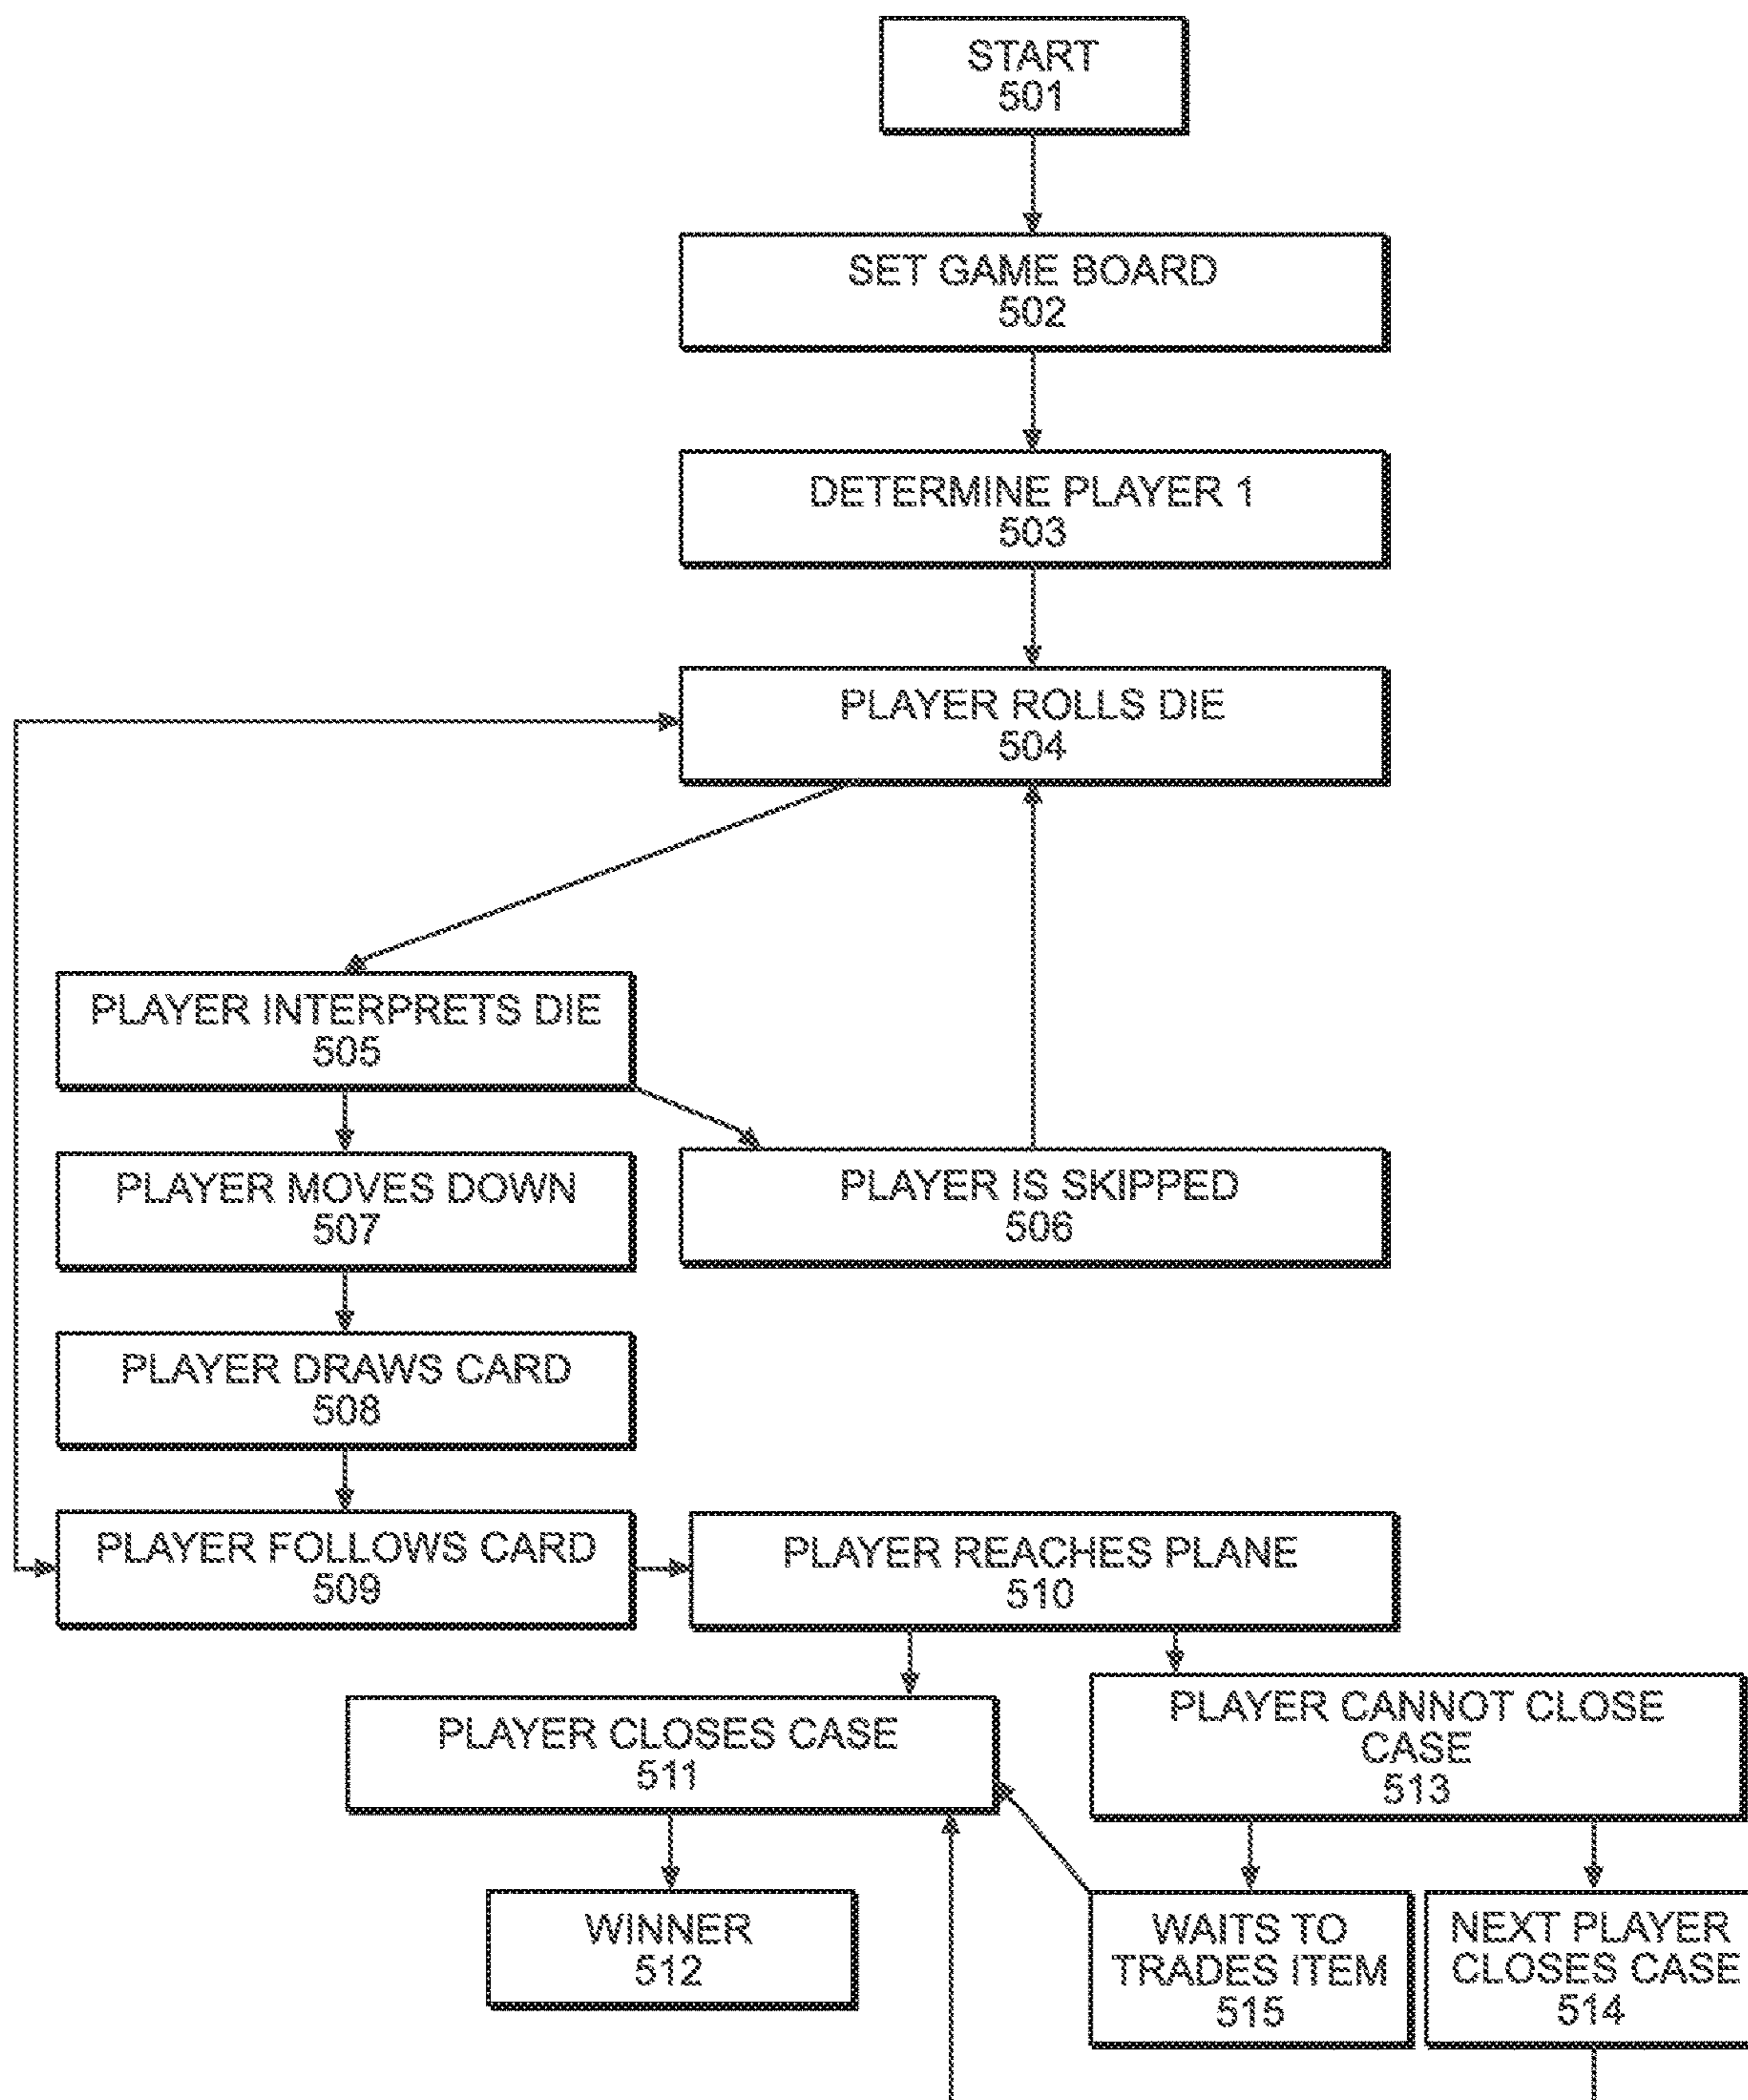 START
501
SET GAME BOARD
502
DETERMINE PLAYER 1
503
PLAYER ROLLS DIE
504
PLAYER INTERPRETS DIE
505
PLAYER MOVES DOWN
507
PLAYER IS SKIPPED
506
PLAYER DRAWS CARD
508
PLAYER FOLLOWS CARD
509
PLAYER REACHES PLANE
510
PLAYER CLOSES CASE
511
PLAYER CANNOT CLOSE
CASE
513
WINNER
512
WAITS TO
TRADES ITEM
515
NEXT PLAYER
CLOSES CASE
514